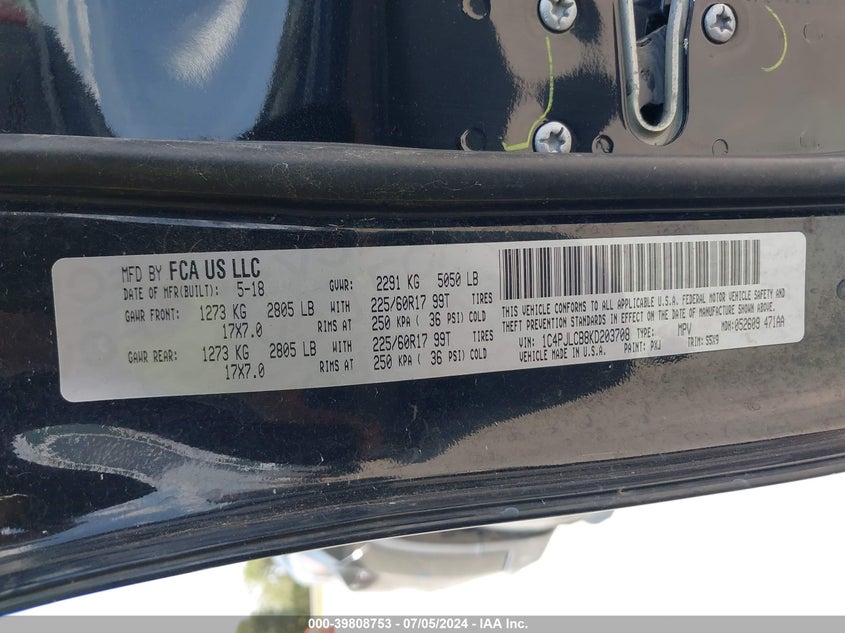 MFD BY FCA US LLC
DATE OF MFR(BUILT): 5-18 GVWR: 2291 KG 5050 LB
GAWR FRONT: 1273 KG 2805 LB WITH 225/60R17 99T TIRES
17X7.0 RIMS AT 250 KPA ( 36 PSI) COLD
GAWR REAR: 1273 KG 2805 LB WITH 225/60R17 99T TIRES
17X7.0 RIMS AT 250 KPA ( 36 PSI) COLD
THIS VEHICLE CONFORMS TO ALL APPLICABLE U.S.A. FEDERAL MOTOR VEHICLE SAFETY AND
THEFT PREVENTION STANDARDS IN EFFECT ON THE DATE OF MANUFACTURE SHOWN ABOVE.
VIN: 1C4PJLCB8KD203708 TYPE: MPV MDH: 052609 471AA
VEHICLE MADE IN U.S.A. PAINT: PXJ TRIM: S5X9
000-39808753 - 07/05/2024 - IAA Inc.